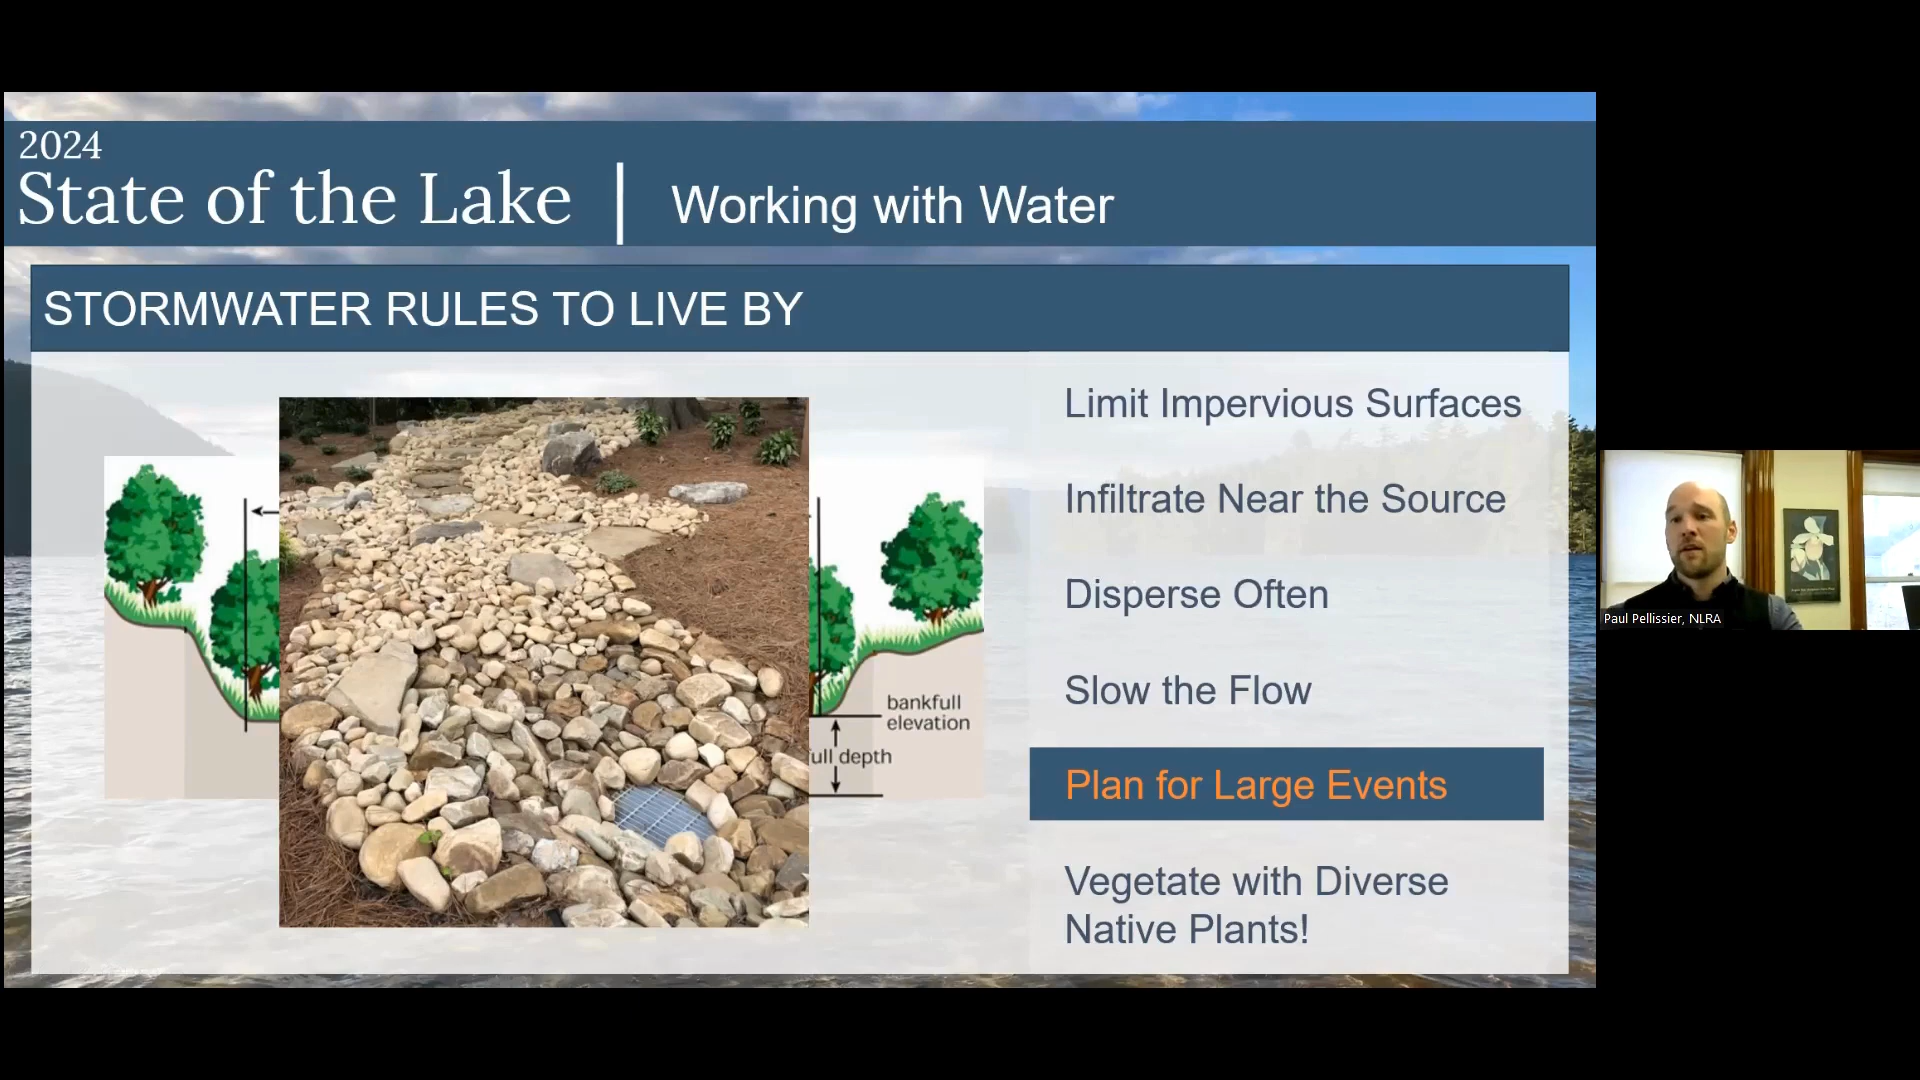 2024
State of the Lake | Working with Water
STORMWATER RULES TO LIVE BY
Limit Impervious Surfaces
Infiltrate Near the Source
Disperse Often
Slow the Flow
Plan for Large Events
Vegetate with Diverse
Native Plants!
bankfull
elevation
ull depth
Paul Pellissier, NLRA